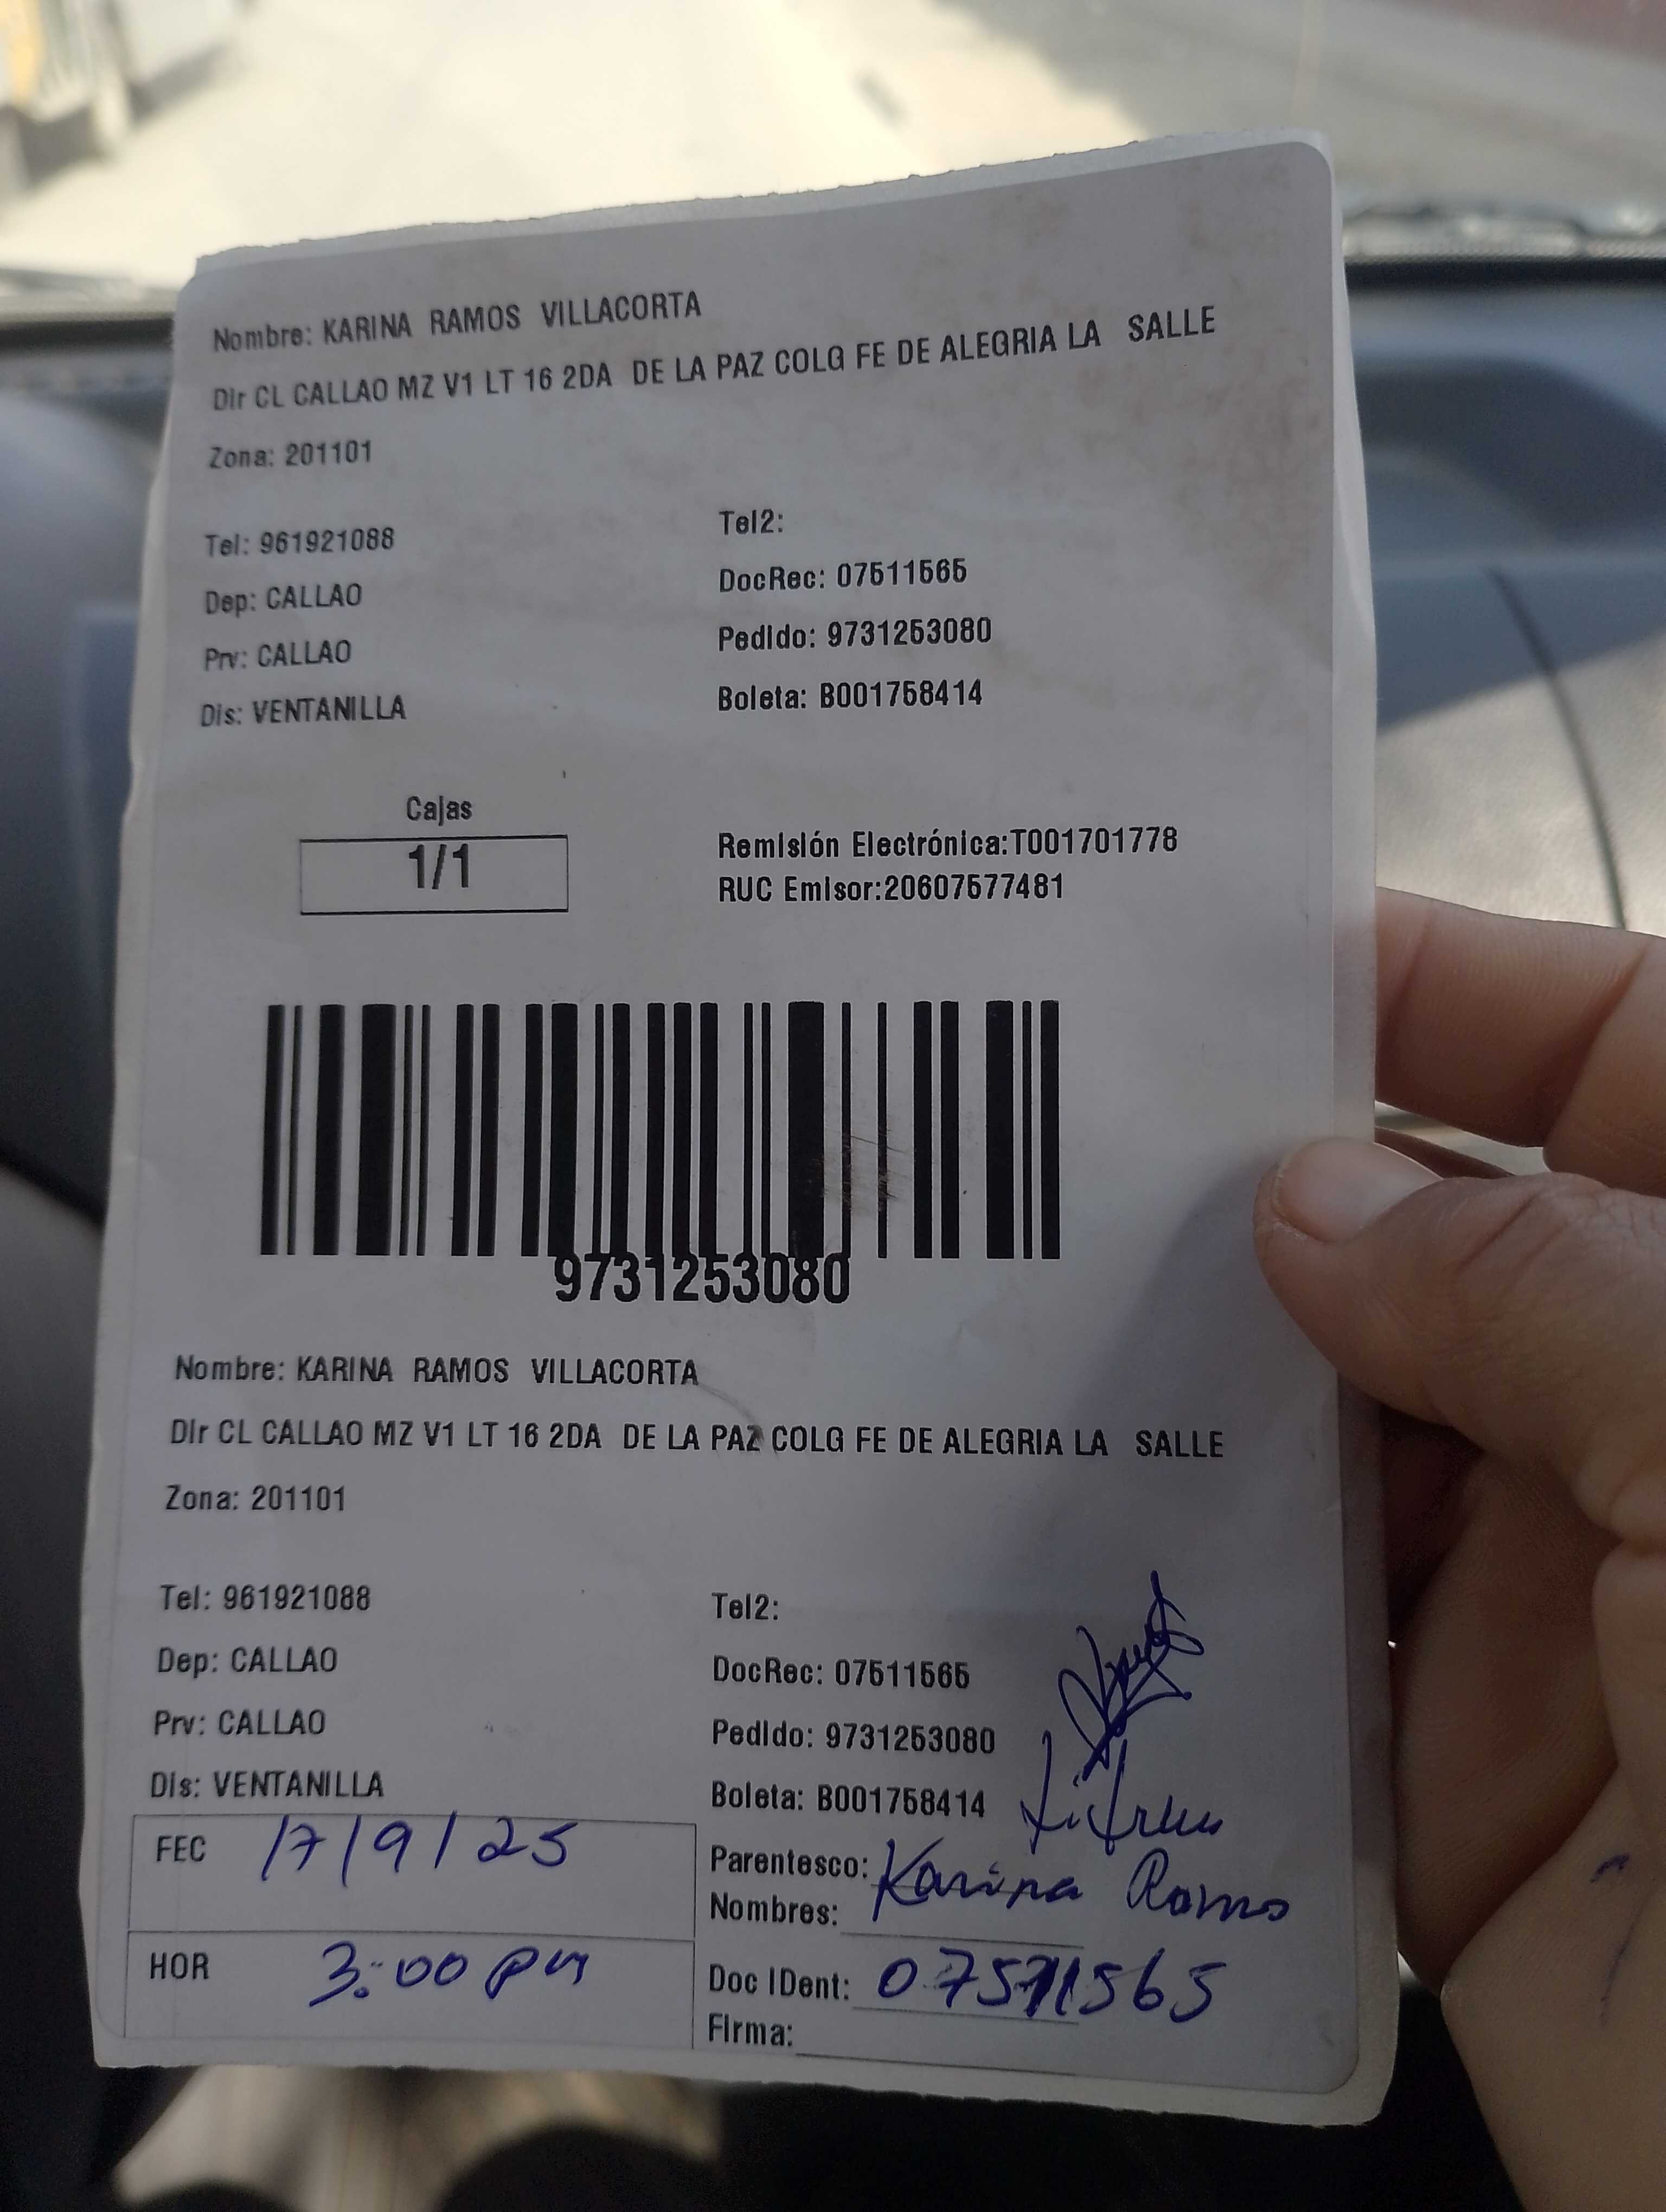 Nombre: KARINA RAMOS VILLACORTA
Dir CL CALLAO MZ V1 LT 16 2DA DE LA PAZ COLG FE DE ALEGRIA LA SALLE
Zona: 201101
Tel: 961921088 Tel2:
Dep: CALLAO DocRec: 07511565
Prv: CALLAO Pedido: 9731253080
Dis: VENTANILLA Boleta: B001758414
Cajas
1/1
Remisión Electrónica:T001701778
RUC Emisor:20607577481
9731253080
Nombre: KARINA RAMOS VILLACORTA
Dir CL CALLAO MZ V1 LT 16 2DA DE LA PAZ COLG FE DE ALEGRIA LA SALLE
Zona: 201101
Tel: 961921088 Tel2:
Dep: CALLAO DocRec: 07511565
Prv: CALLAO Pedido: 9731253080
Dis: VENTANILLA Boleta: B001758414
FEC 17/9/25
Parentesco:
Nombres: Karina Ramos
HOR 3:00 pm
Doc IDent: 07511565
Firma: